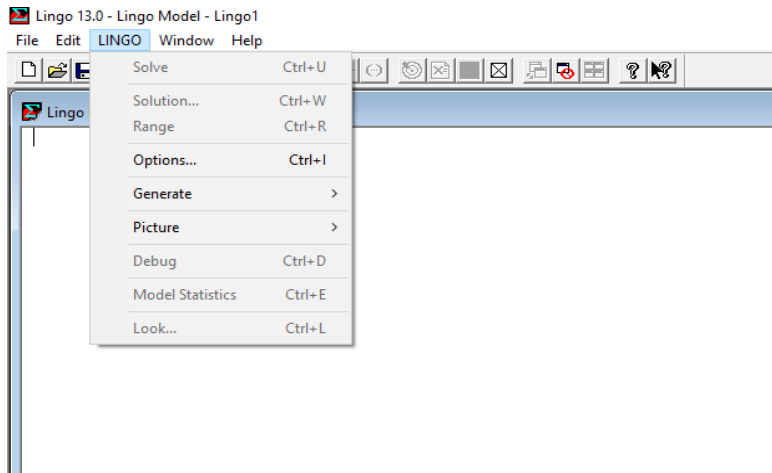 Lingo 13.0 - Lingo Model - Lingo1
File Edit LINGO Window Help
Solve Ctrl+U
Solution... Ctrl+W
Range Ctrl+R
Options... Ctrl+I
Generate
Picture
Debug Ctrl+D
Model Statistics Ctrl+E
Look... Ctrl+L
Lingo